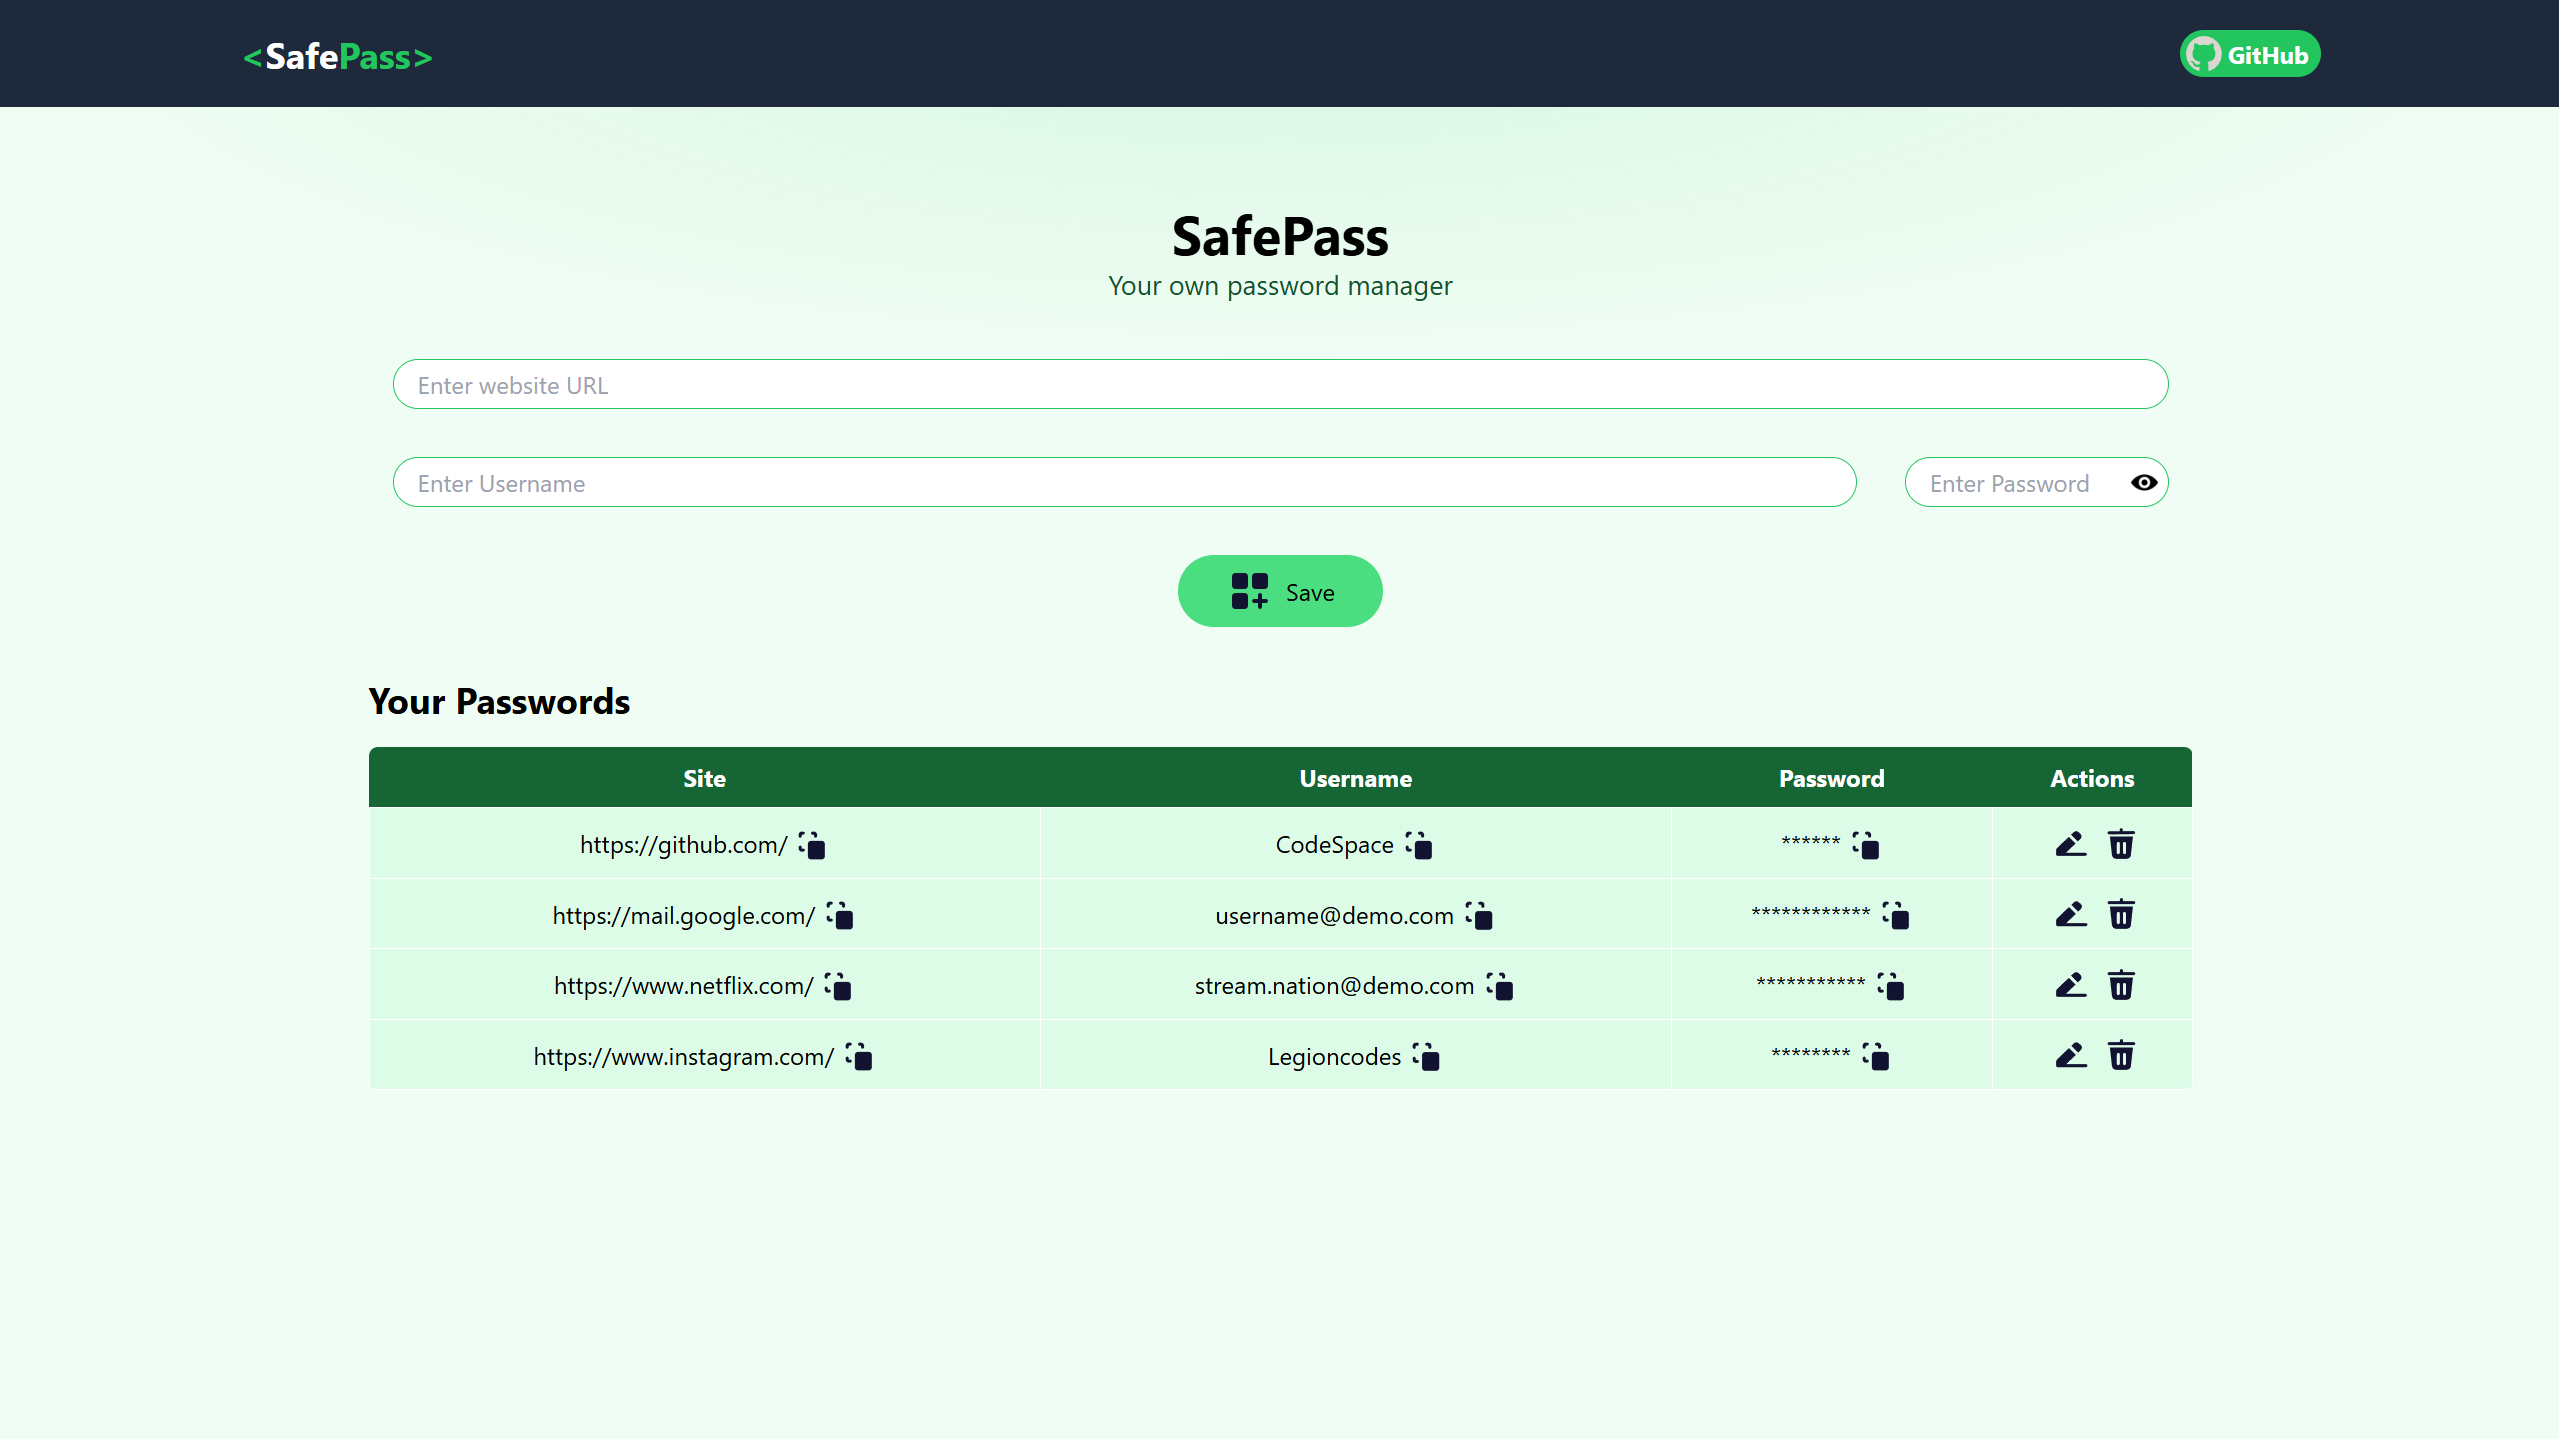 <SafePass>
GitHub
SafePass
Your own password manager
Enter website URL
Enter Username
Enter Password
Save
Your Passwords
Site Username Password Actions
https://github.com/ CodeSpace ******
https://mail.google.com/ username@demo.com ************
https://www.netflix.com/ stream.nation@demo.com ***********
https://www.instagram.com/ Legioncodes ********